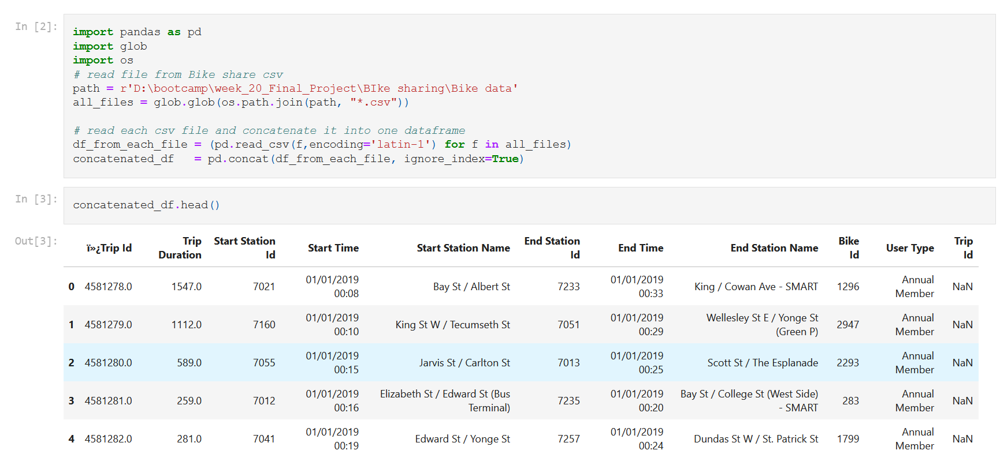 In [2]:
import pandas as pd
import glob
import os
# read file from Bike share csv
path = r'D:\bootcamp\week_20_Final_Project\BIke sharing\Bike data'
all_files = glob.glob(os.path.join(path, "*.csv"))
# read each csv file and concatenate it into one dataframe
df_from_each_file = (pd.read_csv(f,encoding='latin-1') for f in all_files)
concatenated_df   = pd.concat(df_from_each_file, ignore_index=True)
In [3]:
concatenated_df.head()
Out[3]:
ï»¿Trip Id Trip Duration Start Station Id Start Time Start Station Name End Station Id End Time End Station Name Bike Id User Type Trip Id
0 4581278.0 1547.0 7021 01/01/2019 00:08 Bay St / Albert St 7233 01/01/2019 00:33 King / Cowan Ave - SMART 1296 Annual Member NaN
1 4581279.0 1112.0 7160 01/01/2019 00:10 King St W / Tecumseth St 7051 01/01/2019 00:29 Wellesley St E / Yonge St (Green P) 2947 Annual Member NaN
2 4581280.0 589.0 7055 01/01/2019 00:15 Jarvis St / Carlton St 7013 01/01/2019 00:25 Scott St / The Esplanade 2293 Annual Member NaN
3 4581281.0 259.0 7012 01/01/2019 00:16 Elizabeth St / Edward St (Bus Terminal) 7235 01/01/2019 00:20 Bay St / College St (West Side) - SMART 283 Annual Member NaN
4 4581282.0 281.0 7041 01/01/2019 00:19 Edward St / Yonge St 7257 01/01/2019 00:24 Dundas St W / St. Patrick St 1799 Annual Member NaN